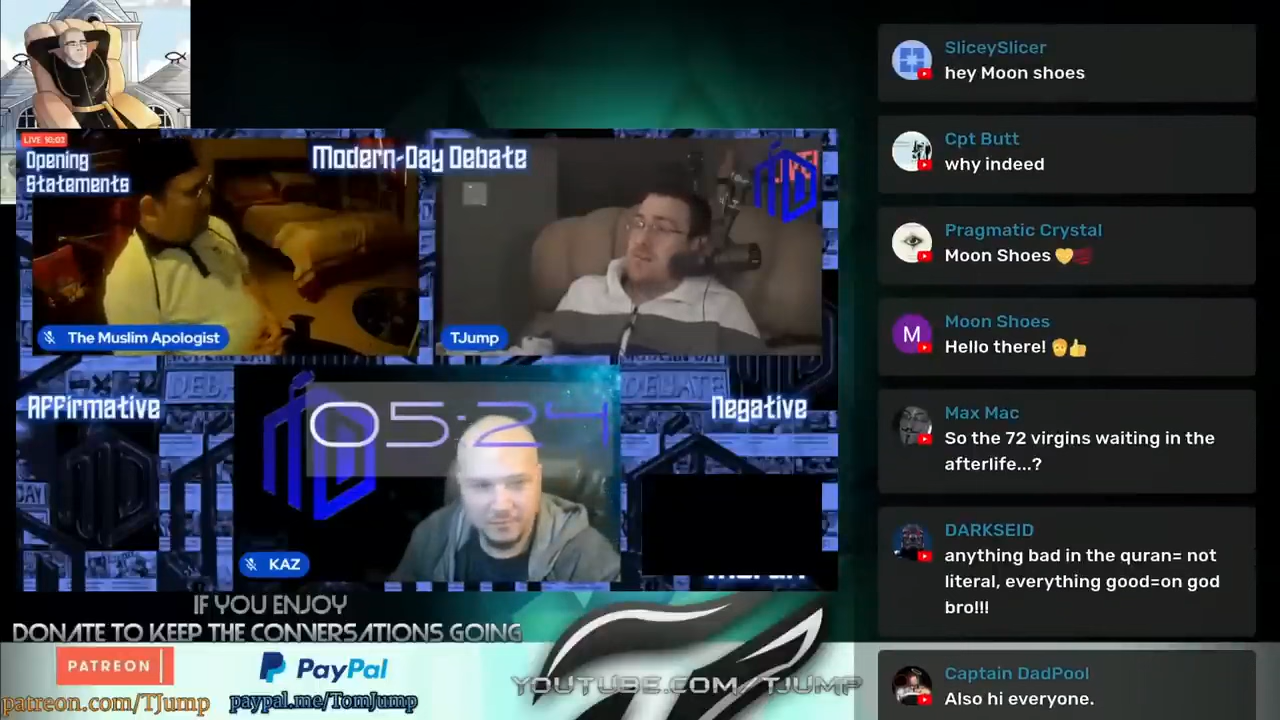 LIVE 10:03
Opening
Statements
Modern-Day Debate
The Muslim Apologist
TJump
Affirmative
05:24
Negative
KAZ
IF YOU ENJOY
DONATE TO KEEP THE CONVERSATIONS GOING
PATREON
PayPal
patreon.com/TJump
paypal.me/TomJump
YOUTUBE.COM/TJUMP
SliceySlicer
hey Moon shoes
Cpt Butt
why indeed
Pragmatic Crystal
Moon Shoes 💛
M
Moon Shoes
Hello there! 👍
Max Mac
So the 72 virgins waiting in the
afterlife...?
DARKSEID
anything bad in the quran= not
literal, everything good=on god
bro!!!
Captain DadPool
Also hi everyone.